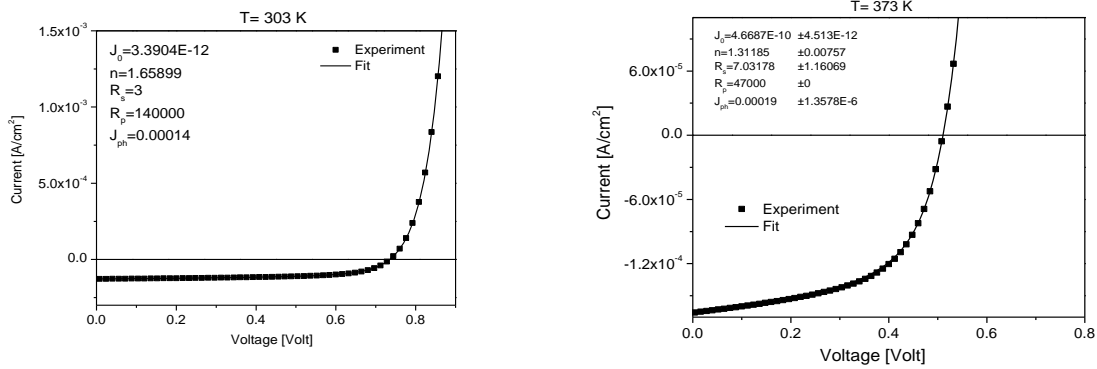 T= 303 K
J0=3.3904E-12
n=1.65899
Rs=3
Rp=140000
Jph=0.00014
Experiment
Fit
1.5x10-3
1.0x10-3
5.0x10-4
0.0
Current [A/cm2]
0.0 0.2 0.4 0.6 0.8
Voltage [Volt]
T= 373 K
J0=4.6687E-10 ±4.513E-12
n=1.31185 ±0.00757
Rs=7.03178 ±1.16069
Rp=47000 ±0
Jph=0.00019 ±1.3578E-6
6.0x10-5
0.0
-6.0x10-5
-1.2x10-4
Current [A/cm2]
Experiment
Fit
0.0 0.2 0.4 0.6 0.8
Voltage [Volt]